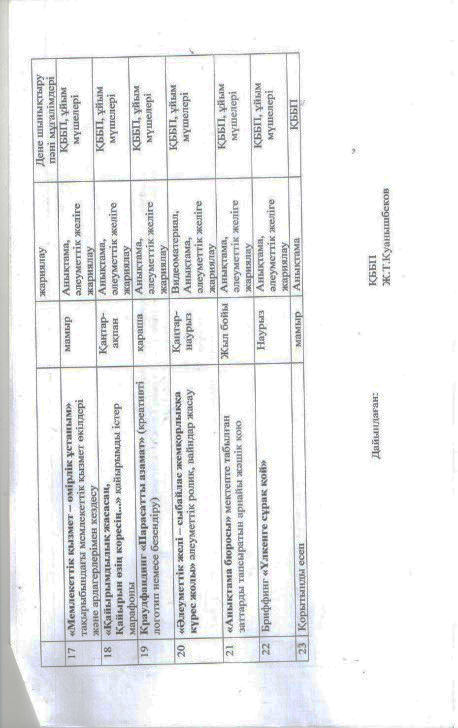 жариялау
Дене шынықтыру
пәні мұғалімдері
17
«Мемлекеттік қызмет – өмірлік ұстаным»
тақырыбындағы мемлекеттік қызмет өкілдері
және ардагерлерімен кездесу
мамыр
Анықтама,
әлеуметтік желіге
жариялау
ҚББП, ұйым
мүшелері
18
«Қайырымдылық жасасаң,
Қайырын өзің көресің...» қайырымды істер
марафоны
Қаңтар-
ақпан
Анықтама,
әлеуметтік желіге
жариялау
ҚББП, ұйым
мүшелері
19
Краудфандинг «Парасатты азамат» (креативті
логотип немесе безендіру)
қараша
Анықтама,
әлеуметтік желіге
жариялау
ҚББП, ұйым
мүшелері
20
«Әлеуметтік желі – сыбайлас жемқорлыққа
күрес жолы» әлеуметтік ролик, вайндар жасау
Қаңтар-
наурыз
Видеоматериал,
Анықтама,
әлеуметтік желіге
жариялау
ҚББП, ұйым
мүшелері
21
«Анықтама бюросы» мектепте табылған
заттарды тапсыратын арнайы жәшік қою
Жыл бойы
Анықтама,
әлеуметтік желіге
жариялау
ҚББП, ұйым
мүшелері
22
Бриффинг «Үлкенге сұрақ қой»
Наурыз
Анықтама,
әлеуметтік желіге
жариялау
ҚББП, ұйым
мүшелері
23
Қорытынды есеп
мамыр
Анықтама
ҚББП
Дайындаған:
ҚББП
Ж.Т.Куанышбеков